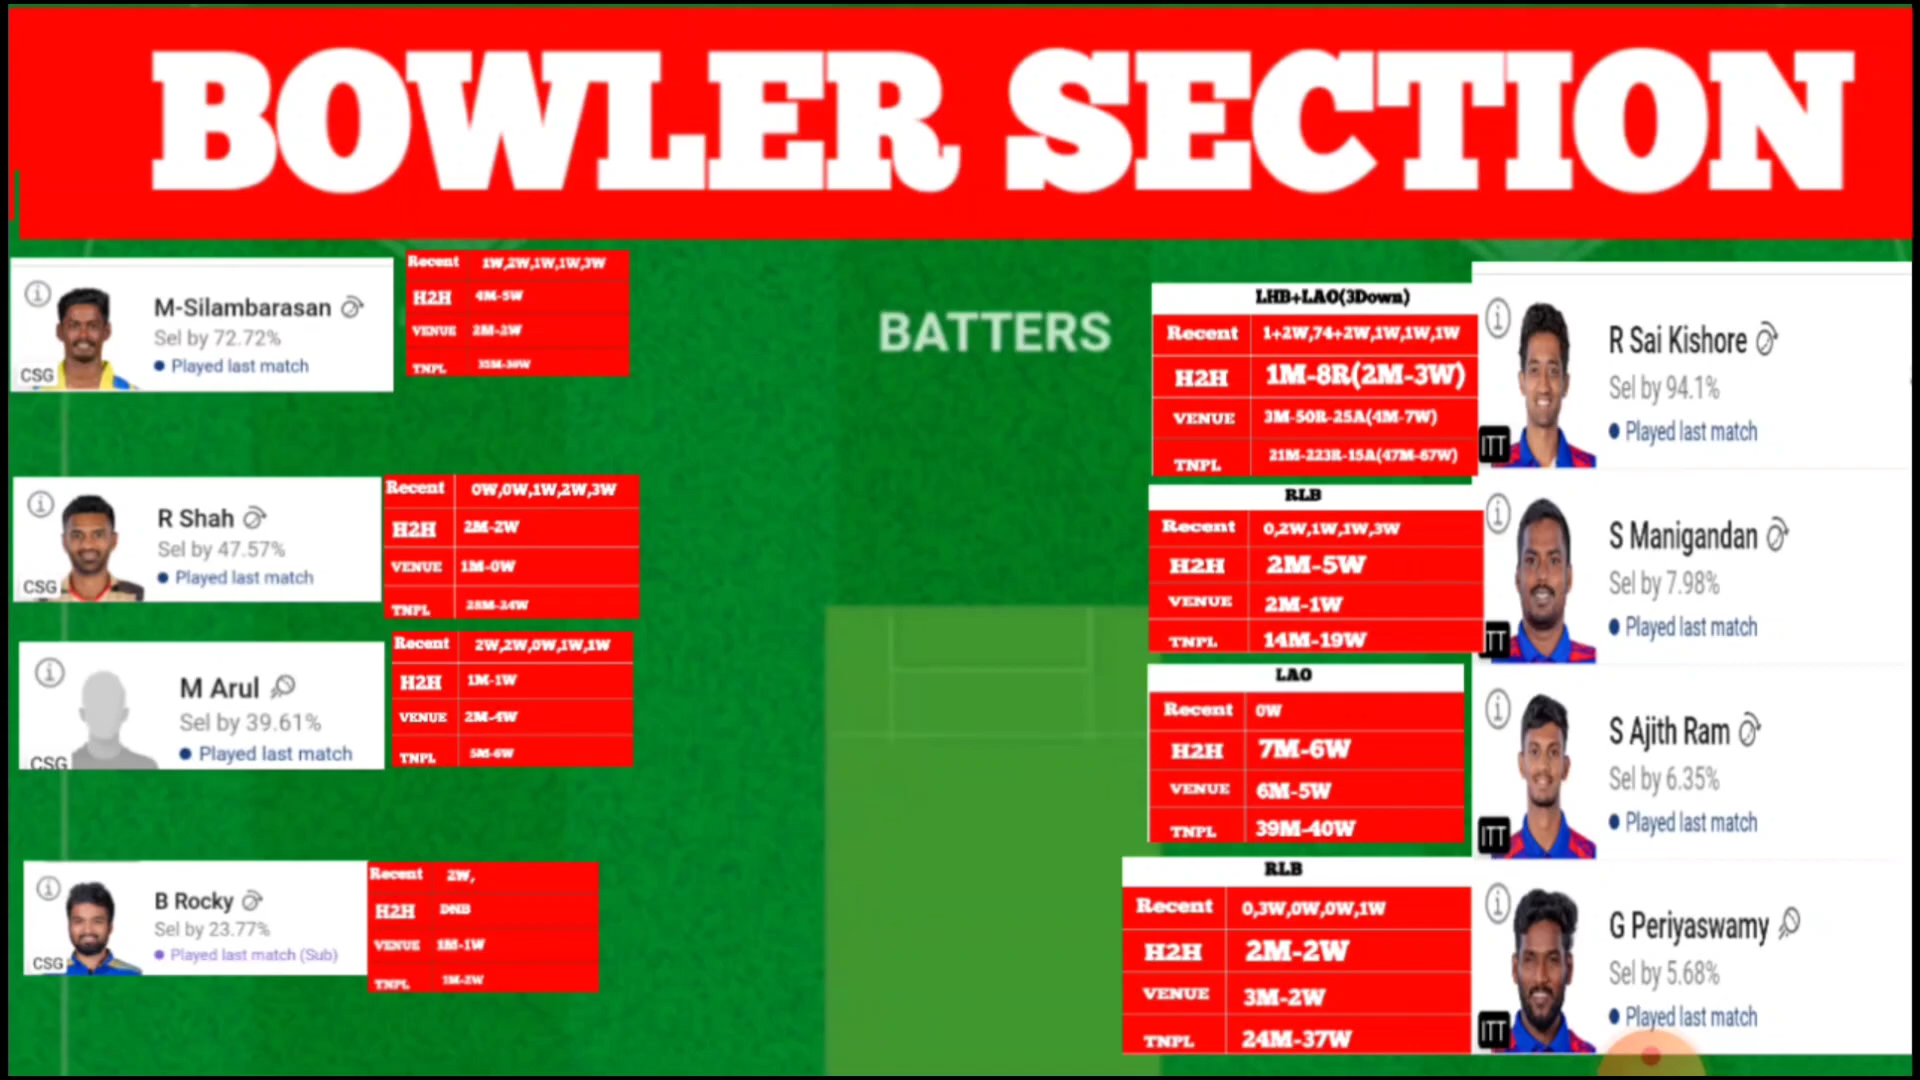 BOWLER SECTION
M-Silambarasan
Sel by 72.72%
Played last match
CSG
Recent 1W,2W,1W,1W,3W
H2H 4M-5W
VENUE 2M-2W
TNPL
BATTERS
R Shah
Sel by 47.57%
Played last match
CSG
Recent 0W,0W,1W,2W,3W
H2H 2M-2W
VENUE 1M-0W
TNPL 28M-24W
M Arul
Sel by 39.61%
Played last match
CSG
Recent 2W,2W,0W,1W,1W
H2H 1M-1W
VENUE 2M-4W
TNPL 5M-6W
B Rocky
Sel by 23.77%
Played last match (Sub)
CSG
Recent 2W,
H2H DNB
VENUE 1M-1W
TNPL
LHB+LAO(3Down)
Recent 1+2W,74+2W,1W,1W,1W
H2H 1M-8R(2M-3W)
VENUE 3M-50R-25A(4M-7W)
TNPL 21M-223R-15A(47M-67W)
R Sai Kishore
Sel by 94.1%
Played last match
ITT
RLB
Recent 0,2W,1W,1W,3W
H2H 2M-5W
VENUE 2M-1W
TNPL 14M-19W
S Manigandan
Sel by 7.98%
Played last match
TT
LAO
Recent 0W
H2H 7M-6W
VENUE 6M-5W
TNPL 39M-40W
S Ajith Ram
Sel by 6.35%
Played last match
ITT
RLB
Recent 0,3W,0W,0W,1W
H2H 2M-2W
VENUE 3M-2W
TNPL 24M-37W
G Periyaswamy
Sel by 5.68%
Played last match
ITT